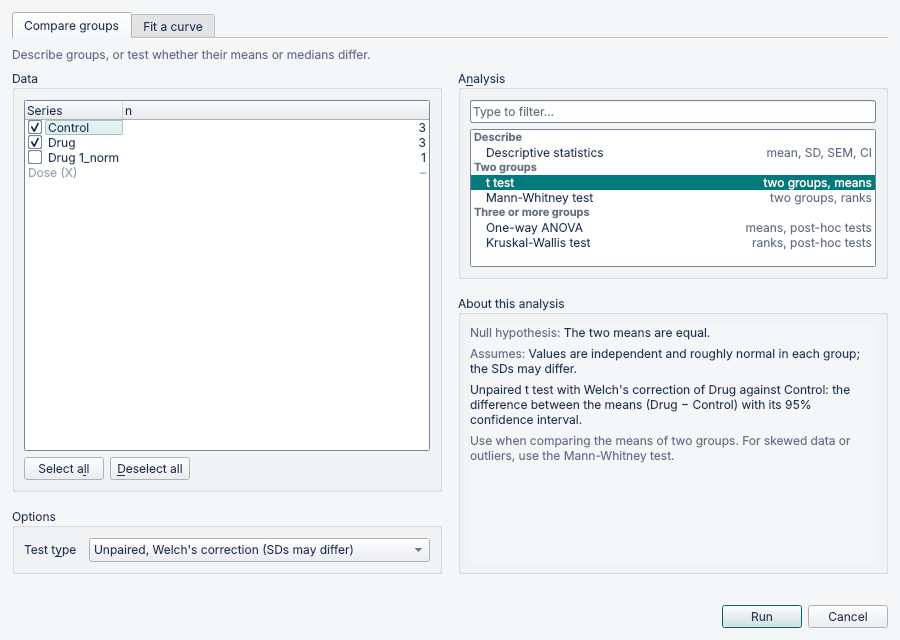 Compare groups
Fit a curve
Describe groups, or test whether their means or medians differ.
Data
Series n
Control 3
Drug 3
Drug 1_norm 1
Dose (X) –
Select all
Deselect all
Options
Test type
Unpaired, Welch's correction (SDs may differ)
Analysis
Type to filter...
Describe
Descriptive statistics mean, SD, SEM, CI
Two groups
t test two groups, means
Mann-Whitney test two groups, ranks
Three or more groups
One-way ANOVA means, post-hoc tests
Kruskal-Wallis test ranks, post-hoc tests
About this analysis
Null hypothesis: The two means are equal.
Assumes: Values are independent and roughly normal in each group;
the SDs may differ.
Unpaired t test with Welch's correction of Drug against Control: the
difference between the means (Drug − Control) with its 95%
confidence interval.
Use when comparing the means of two groups. For skewed data or
outliers, use the Mann-Whitney test.
Run
Cancel